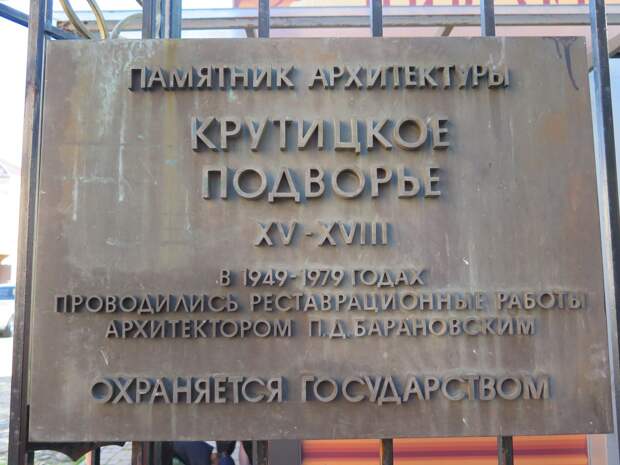 ПАМЯТНИК АРХИТЕКТУРЫ
КРУТИЦКОЕ
ПОДВОРЬЕ
XV-XVIII
В 1949-1979 ГОДАХ
ПРОВОДИЛИСЬ РЕСТАВРАЦИОННЫЕ РАБОТЫ
АРХИТЕКТОРОМ П.Д.БАРАНОВСКИМ
ОХРАНЯЕТСЯ ГОСУДАРСТВОМ